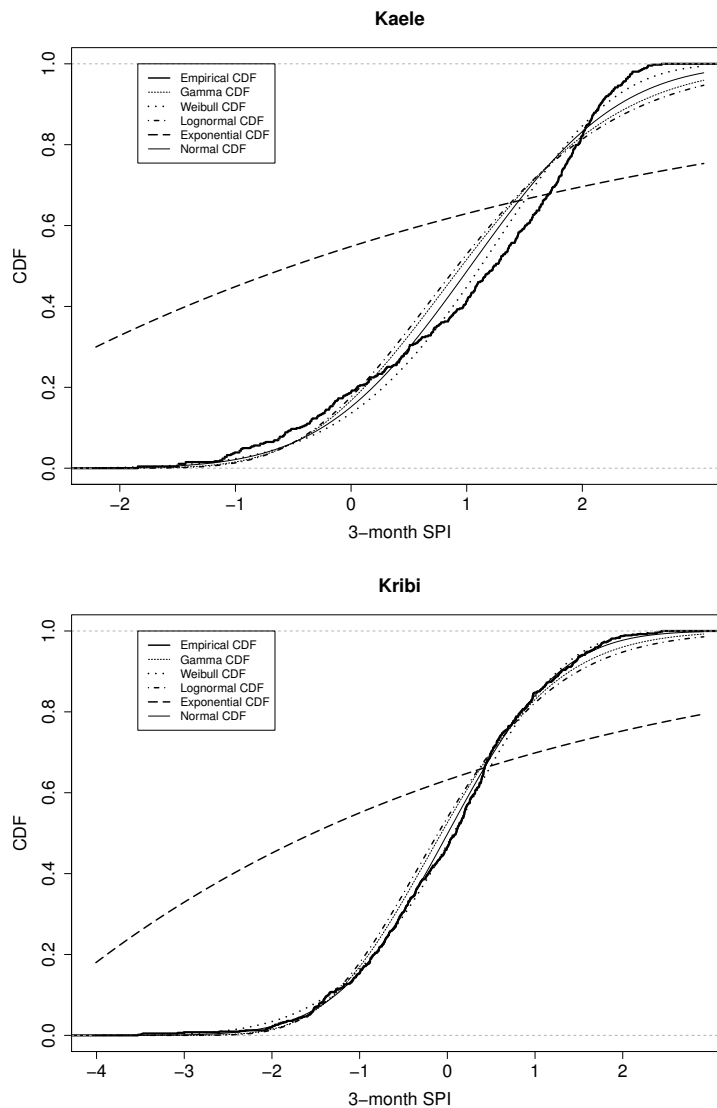 Kaele
Empirical CDF
Gamma CDF
Weibull CDF
Lognormal CDF
Exponential CDF
Normal CDF
CDF
0.0 0.2 0.4 0.6 0.8 1.0
−2 −1 0 1 2
3−month SPI
Kribi
Empirical CDF
Gamma CDF
Weibull CDF
Lognormal CDF
Exponential CDF
Normal CDF
CDF
0.0 0.2 0.4 0.6 0.8 1.0
−4 −3 −2 −1 0 1 2
3−month SPI